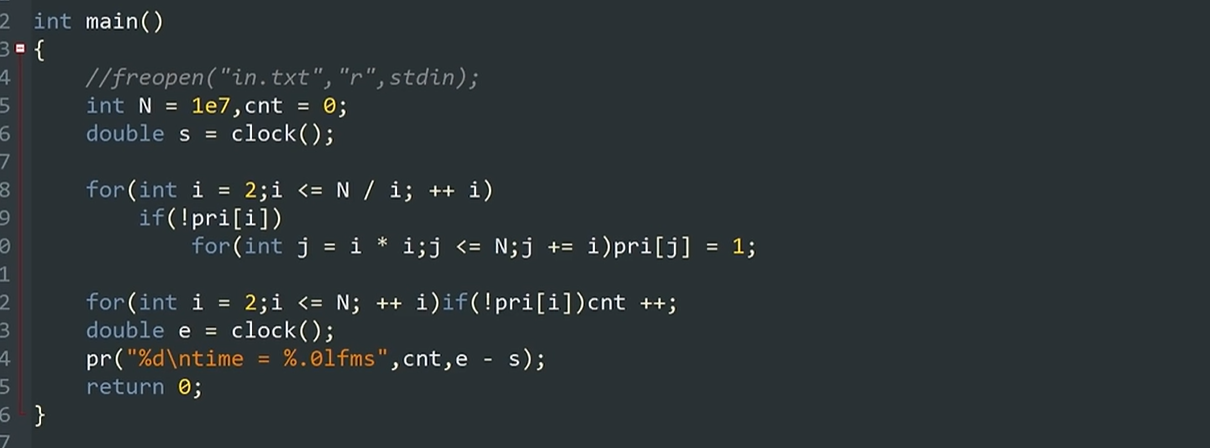 2 int main()
3 {
4 //freopen("in.txt","r",stdin);
5 int N = 1e7,cnt = 0;
6 double s = clock();
7
8 for(int i = 2;i <= N / i; ++ i)
9 if(!pri[i])
0 for(int j = i * i;j <= N;j += i)pri[j] = 1;
1
2 for(int i = 2;i <= N; ++ i)if(!pri[i])cnt ++;
3 double e = clock();
4 pr("%d\ntime = %.0lfms",cnt,e - s);
5 return 0;
6 }
7